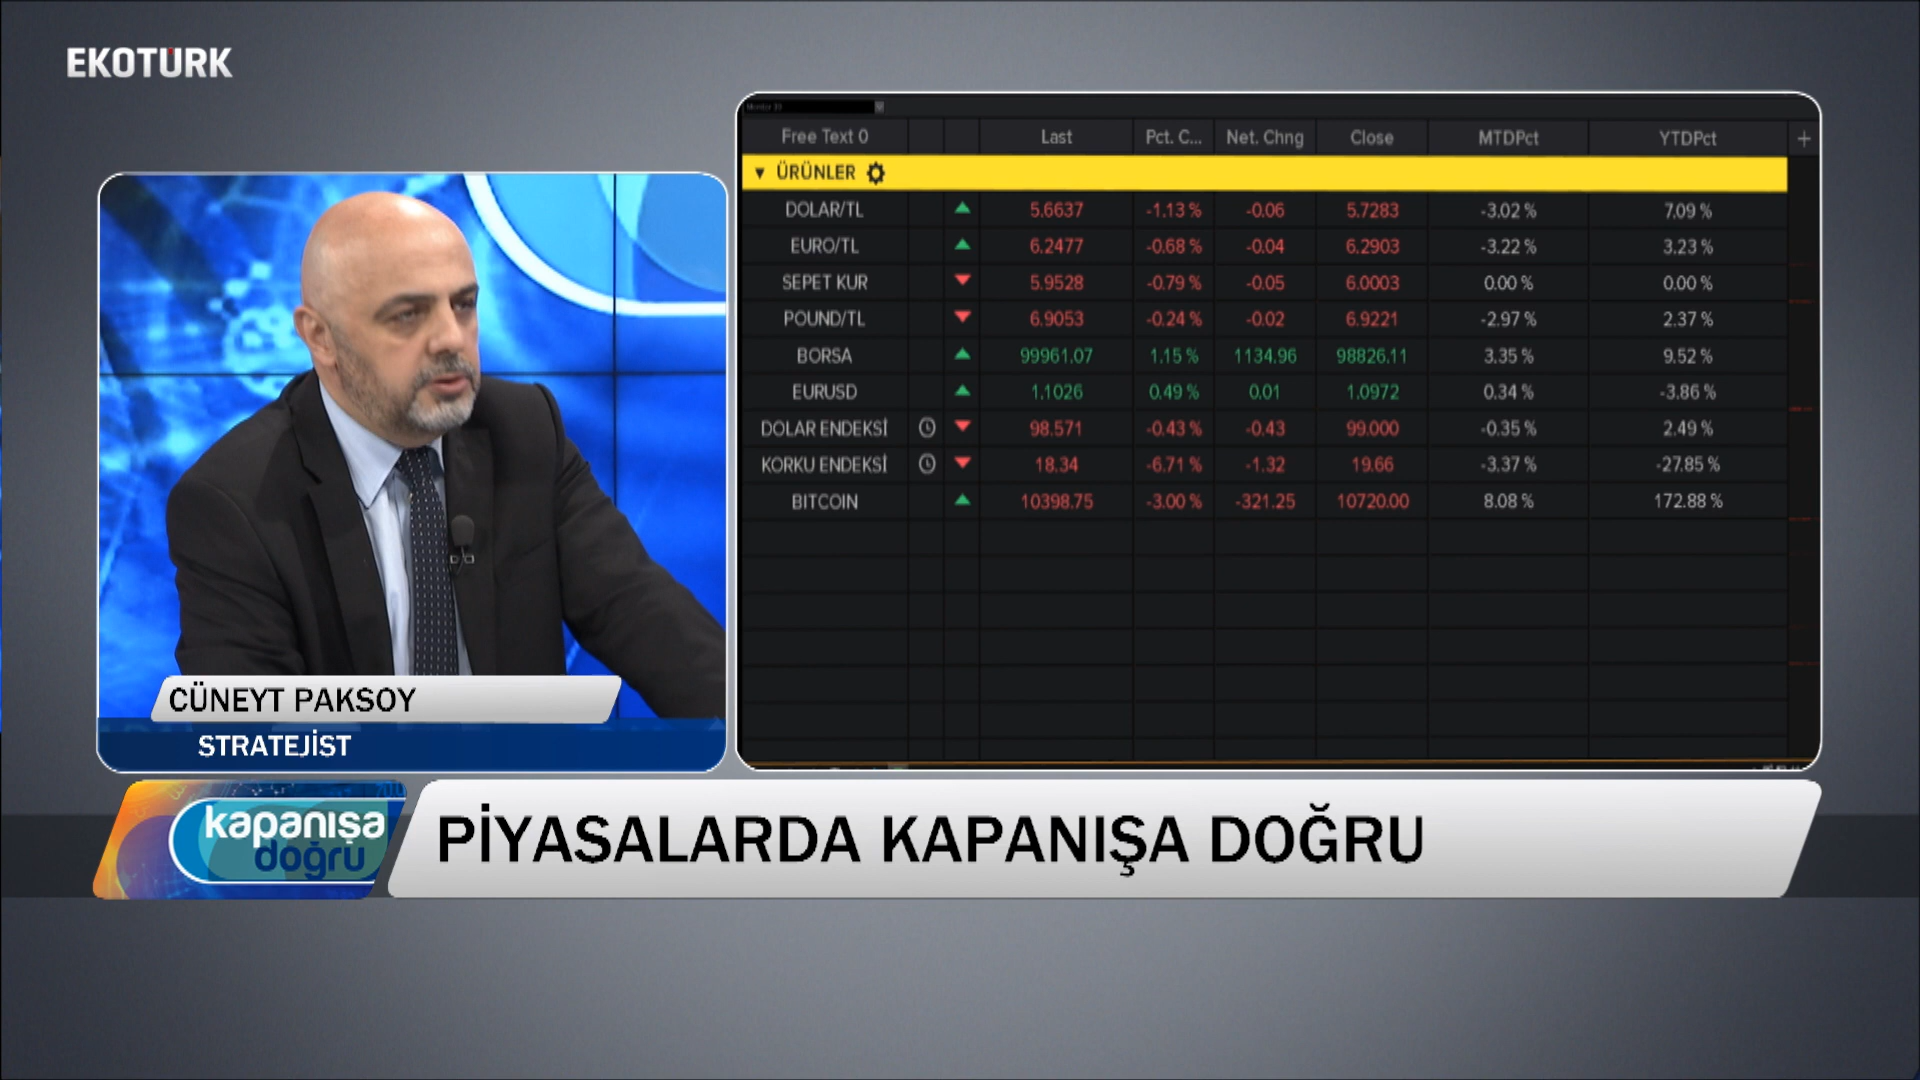 EKOTÜRK
Free Text 0 Last Pct. C... Net. Chng Close MTDPct YTDPct +
▼ ÜRÜNLER
DOLAR/TL 5.6637 -1.13 % -0.06 5.7283 -3.02 % 7.09 %
EURO/TL 6.2477 -0.68 % -0.04 6.2903 -3.22 % 3.23 %
SEPET KUR 5.9528 -0.79 % -0.05 6.0003 0.00 % 0.00 %
POUND/TL 6.9053 -0.24 % -0.02 6.9221 -2.97 % 2.37 %
BORSA 99961.07 1.15 % 1134.96 98826.11 3.35 % 9.52 %
EURUSD 1.1026 0.49 % 0.01 1.0972 0.34 % -3.86 %
DOLAR ENDEKSİ 98.571 -0.43 % -0.43 99.000 -0.35 % 2.49 %
KORKU ENDEKSİ 18.34 -6.71 % -1.32 19.66 -3.37 % -27.85 %
BITCOIN 10398.75 -3.00 % -321.25 10720.00 8.08 % 172.88 %
CÜNEYT PAKSOY
STRATEJİST
kapanışa
doğru
PİYASALARDA KAPANIŞA DOĞRU